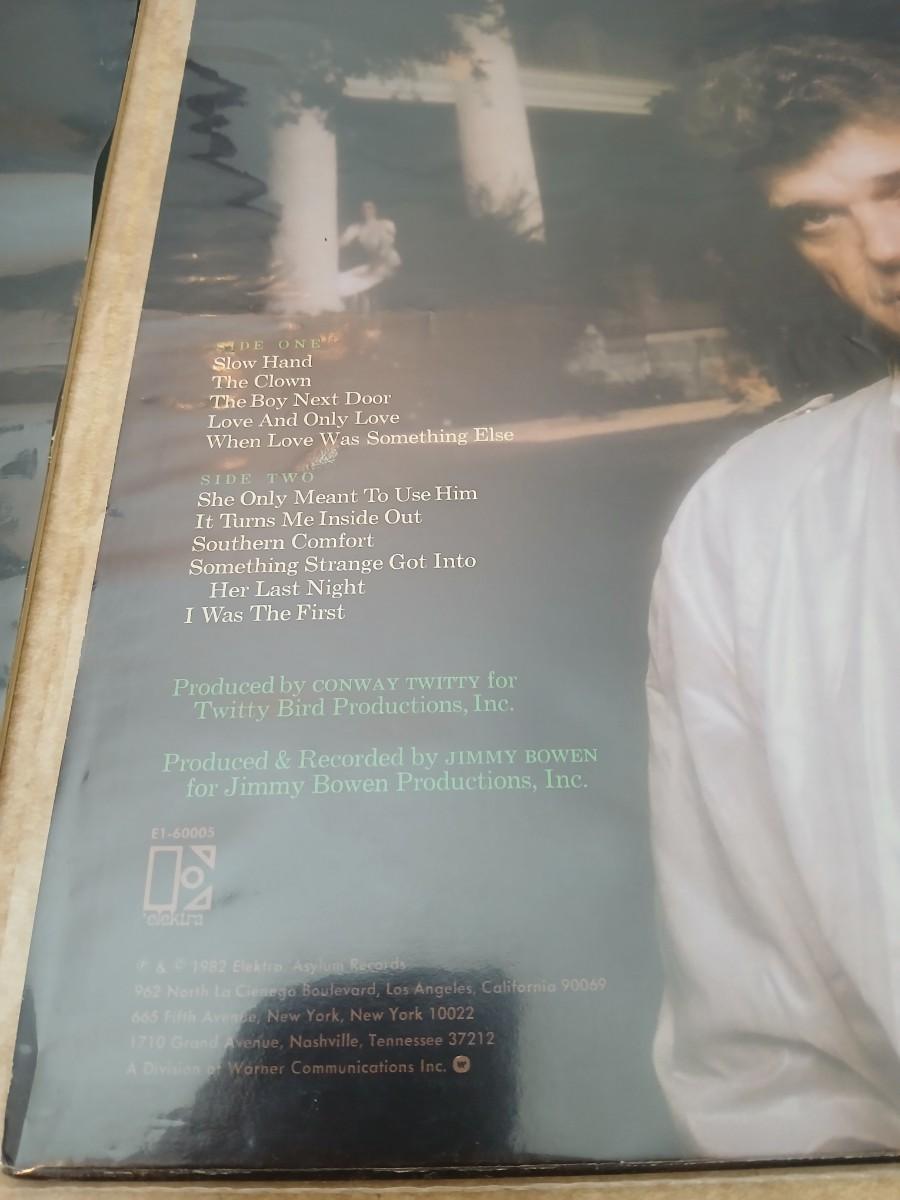 SIDE ONE
Slow Hand
The Clown
The Boy Next Door
Love And Only Love
When Love Was Something Else
SIDE TWO
She Only Meant To Use Him
It Turns Me Inside Out
Southern Comfort
Something Strange Got Into
Her Last Night
I Was The First
Produced by CONWAY TWITTY for
Twitty Bird Productions, Inc.
Produced & Recorded by JIMMY BOWEN
for Jimmy Bowen Productions, Inc.
E1-60005
elektra
℗ & © 1982 Elektra/Asylum Records
962 North La Cienega Boulevard, Los Angeles, California 90069
665 Fifth Avenue, New York, New York 10022
1710 Grand Avenue, Nashville, Tennessee 37212
A Division of Warner Communications Inc.